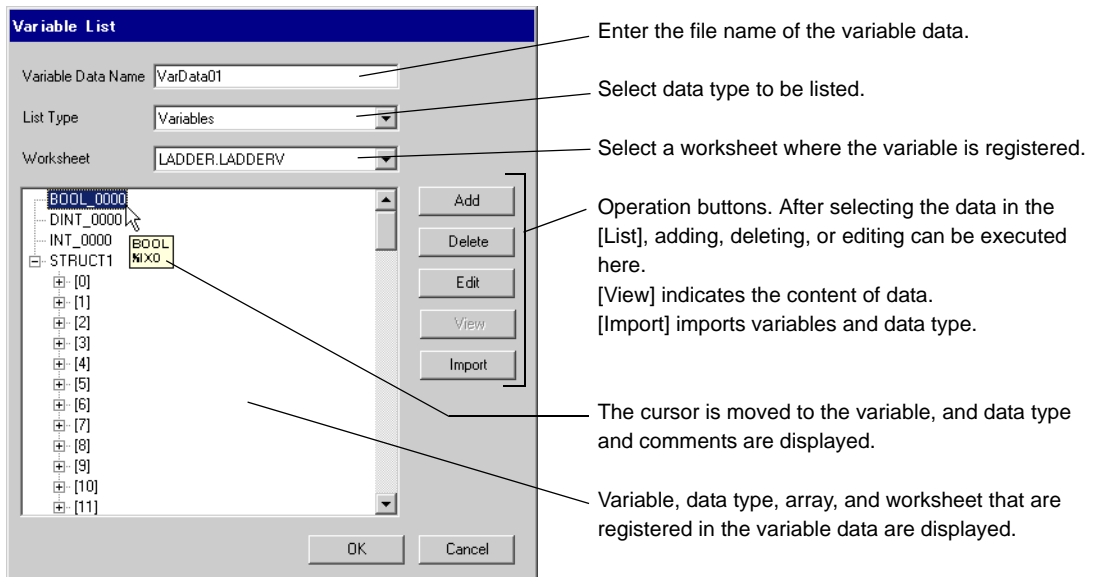 Variable List
Enter the file name of the variable data.
Variable Data Name VarData01
Select data type to be listed.
List Type Variables
Select a worksheet where the variable is registered.
Worksheet LADDER.LADDERV
BOOL_0000
DINT_0000
INT_0000
BOOL
%IX0
STRUCT1
[0]
[1]
[2]
[3]
[4]
[5]
[6]
[7]
[8]
[9]
[10]
[11]
Add
Delete
Edit
View
Import
Operation buttons. After selecting the data in the
[List], adding, deleting, or editing can be executed
here.
[View] indicates the content of data.
[Import] imports variables and data type.
The cursor is moved to the variable, and data type
and comments are displayed.
Variable, data type, array, and worksheet that are
registered in the variable data are displayed.
OK Cancel